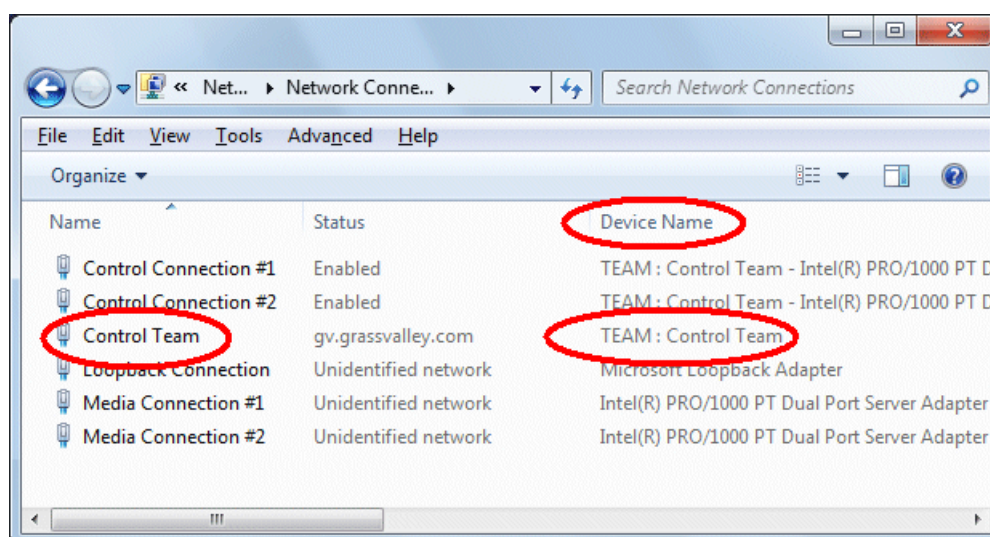 « Net... Network Conne... Search Network Connections
File Edit View Tools Advanced Help
Organize
Name Status Device Name
Control Connection #1 Enabled TEAM : Control Team - Intel(R) PRO/1000 PT D
Control Connection #2 Enabled TEAM : Control Team - Intel(R) PRO/1000 PT D
Control Team gv.grassvalley.com TEAM : Control Team
Loopback Connection Unidentified network Microsoft Loopback Adapter
Media Connection #1 Unidentified network Intel(R) PRO/1000 PT Dual Port Server Adapter
Media Connection #2 Unidentified network Intel(R) PRO/1000 PT Dual Port Server Adapter